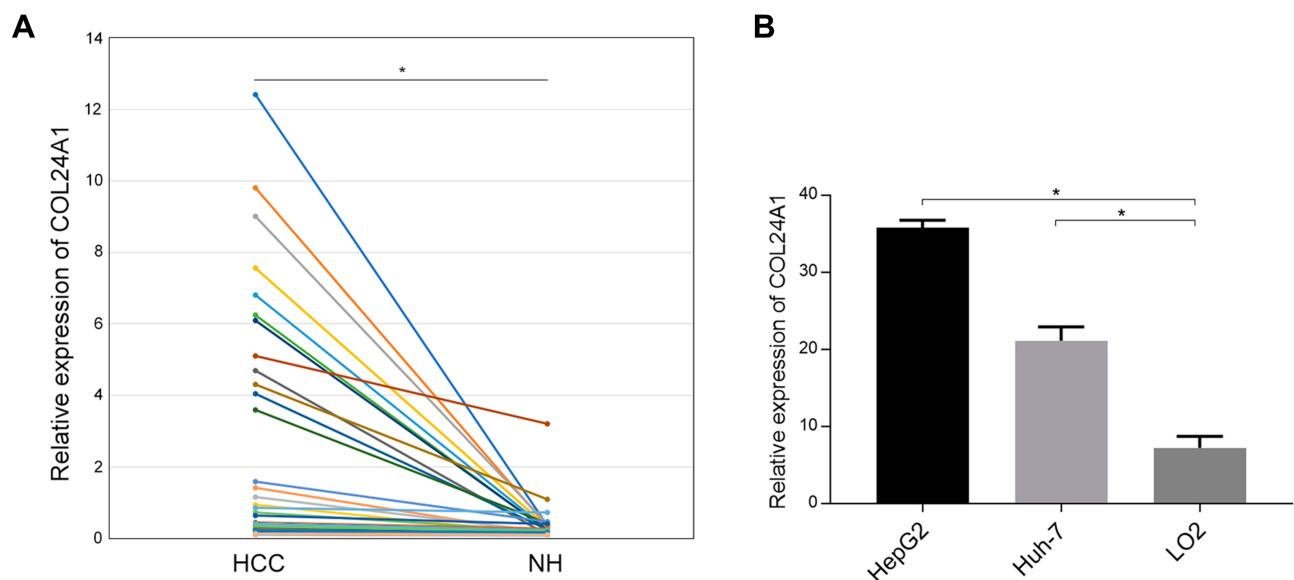 A
Relative expression of COL24A1
14
12
10
8
6
4
2
0
*
HCC
NH
B
Relative expression of COL24A1
40
30
20
10
0
*
*
HepG2
Huh-7
LO2